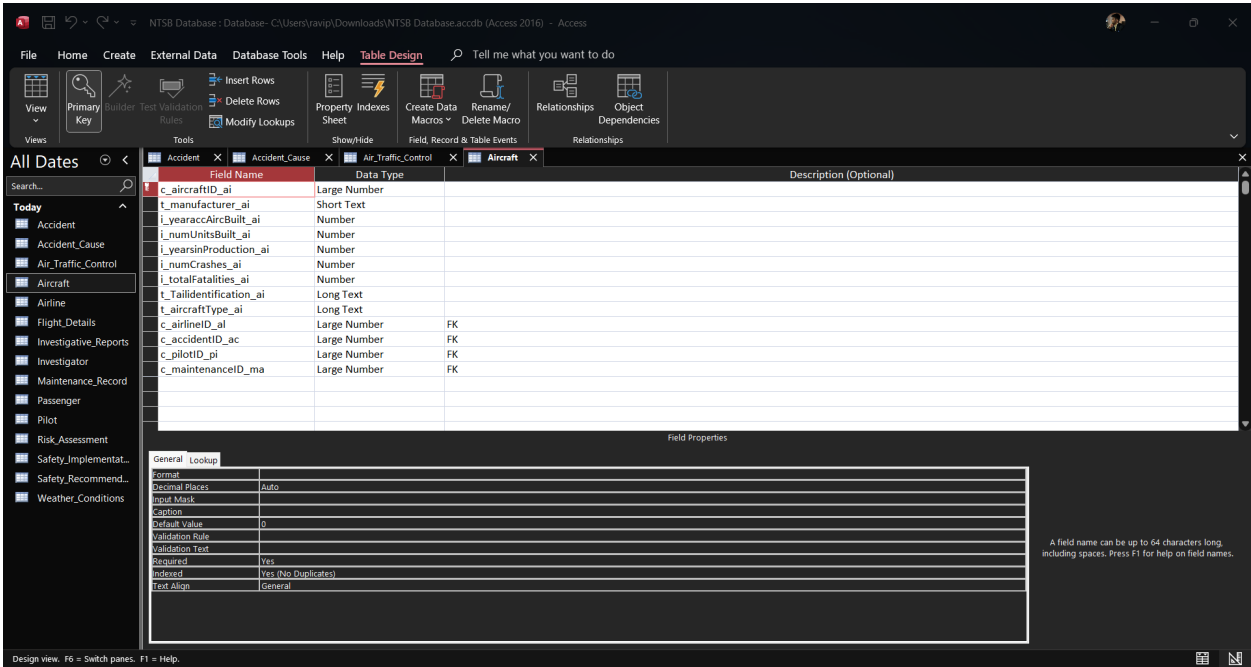 NTSB Database : Database- C:\Users\ravip\Downloads\NTSB Database.accdb (Access 2016) - Access
File Home Create External Data Database Tools Help Table Design Tell me what you want to do
View
Primary Key
Builder
Test Validation Rules
Insert Rows
Delete Rows
Modify Lookups
Property Sheet
Indexes
Create Data Macros
Rename/ Delete Macro
Relationships
Object Dependencies
Views Tools Show/Hide Field, Record & Table Events Relationships
All Dates
Search...
Today
Accident
Accident_Cause
Air_Traffic_Control
Aircraft
Airline
Flight_Details
Investigative_Reports
Investigator
Maintenance_Record
Passenger
Pilot
Risk_Assessment
Safety_Implementat...
Safety_Recommend...
Weather_Conditions
Accident Accident_Cause Air_Traffic_Control Aircraft
Field Name Data Type Description (Optional)
c_aircraftID_ai Large Number
t_manufacturer_ai Short Text
i_yearaccAircBuilt_ai Number
i_numUnitsBuilt_ai Number
i_yearsinProduction_ai Number
i_numCrashes_ai Number
i_totalFatalities_ai Number
t_Tailidentification_ai Long Text
t_aircraftType_ai Long Text
c_airlineID_al Large Number FK
c_accidentID_ac Large Number FK
c_pilotID_pi Large Number FK
c_maintenanceID_ma Large Number FK
Field Properties
General Lookup
Format
Decimal Places Auto
Input Mask
Caption
Default Value 0
Validation Rule
Validation Text
Required Yes
Indexed Yes (No Duplicates)
Text Align General
A field name can be up to 64 characters long,
including spaces. Press F1 for help on field names.
Design view. F6 = Switch panes. F1 = Help.